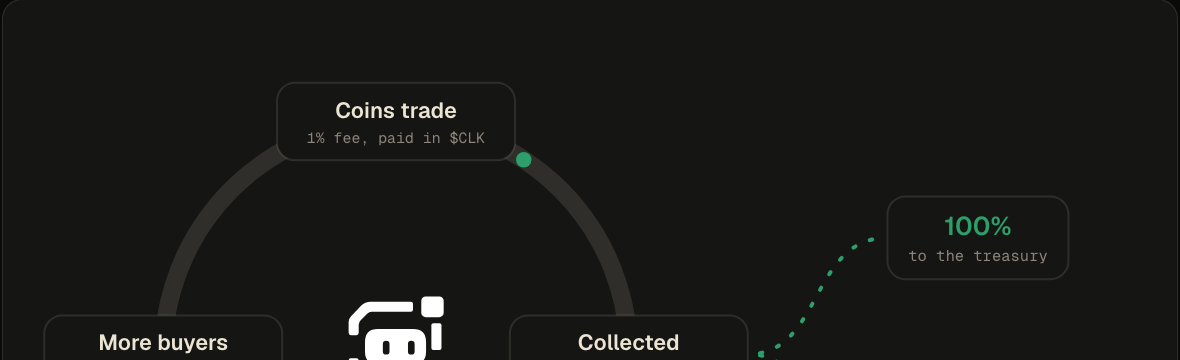 Coins trade
1% fee, paid in $CLK
100%
to the treasury
More buyers
Collected